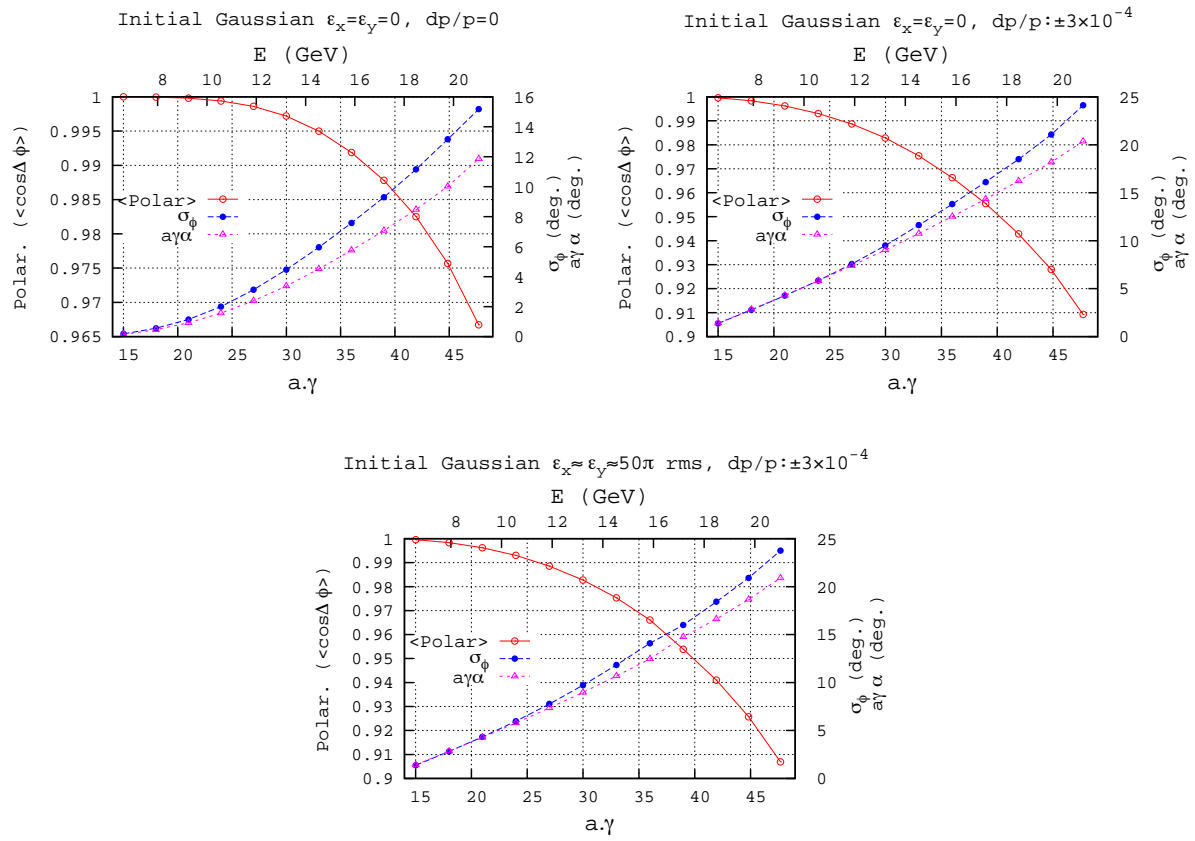 Initial Gaussian εx=εy=0, dp/p=0
E (GeV)
8 10 12 14 16 18 20
1 0.995 0.99 0.985 0.98 0.975 0.97 0.965
Polar. (<cosΔ ϕ>)
<Polar>
σϕ
aγα
16 14 12 10 8 6 4 2 0
σϕ (deg.)
aγ α (deg.)
15 20 25 30 35 40 45
a.γ
Initial Gaussian εx=εy=0, dp/p:±3×10-4
E (GeV)
8 10 12 14 16 18 20
1 0.99 0.98 0.97 0.96 0.95 0.94 0.93 0.92 0.91 0.9
Polar. (<cosΔ ϕ>)
<Polar>
σϕ
aγα
25 20 15 10 5 0
σϕ (deg.)
aγ α (deg.)
15 20 25 30 35 40 45
a.γ
Initial Gaussian εx≈εy≈50π rms, dp/p:±3×10-4
E (GeV)
8 10 12 14 16 18 20
1 0.99 0.98 0.97 0.96 0.95 0.94 0.93 0.92 0.91 0.9
Polar. (<cosΔ ϕ>)
<Polar>
σϕ
aγα
25 20 15 10 5 0
σϕ (deg.)
aγ α (deg.)
15 20 25 30 35 40 45
a.γ